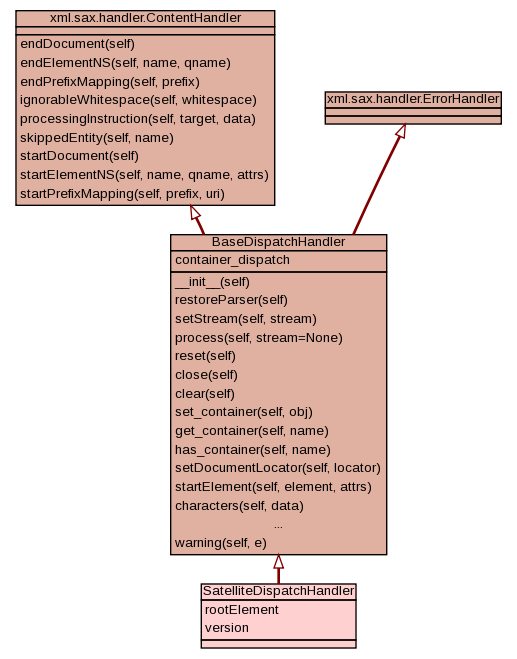 xml.sax.handler.ContentHandler
endDocument(self)
endElementNS(self, name, qname)
endPrefixMapping(self, prefix)
ignorableWhitespace(self, whitespace)
processingInstruction(self, target, data)
skippedEntity(self, name)
startDocument(self)
startElementNS(self, name, qname, attrs)
startPrefixMapping(self, prefix, uri)
xml.sax.handler.ErrorHandler
BaseDispatchHandler
container_dispatch
__init__(self)
restoreParser(self)
setStream(self, stream)
process(self, stream=None)
reset(self)
close(self)
clear(self)
set_container(self, obj)
get_container(self, name)
has_container(self, name)
setDocumentLocator(self, locator)
startElement(self, element, attrs)
characters(self, data)
...
warning(self, e)
SatelliteDispatchHandler
rootElement
version